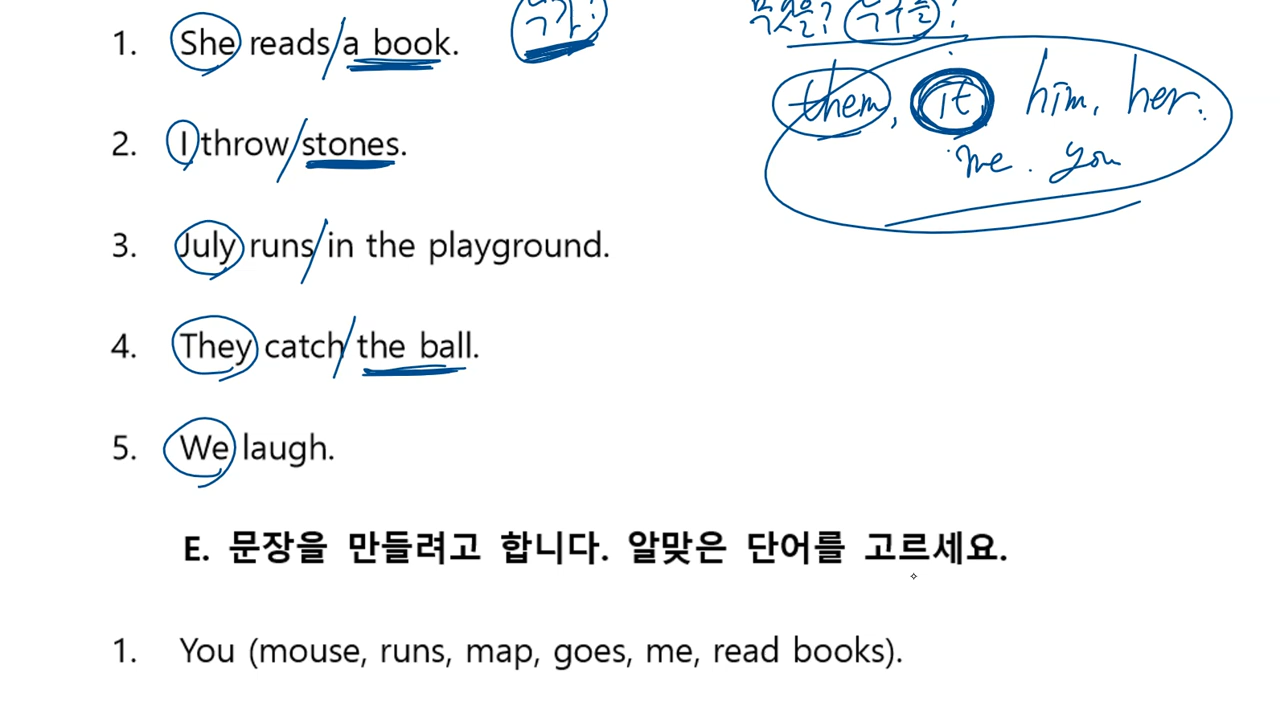 누가?
무엇을? 누구를?
1. She reads/a book.
them, it, him, her.
2. I throw/stones.
me. you
3. July runs/in the playground.
4. They catch/the ball.
5. We laugh.
E. 문장을 만들려고 합니다. 알맞은 단어를 고르세요.
1. You (mouse, runs, map, goes, me, read books).